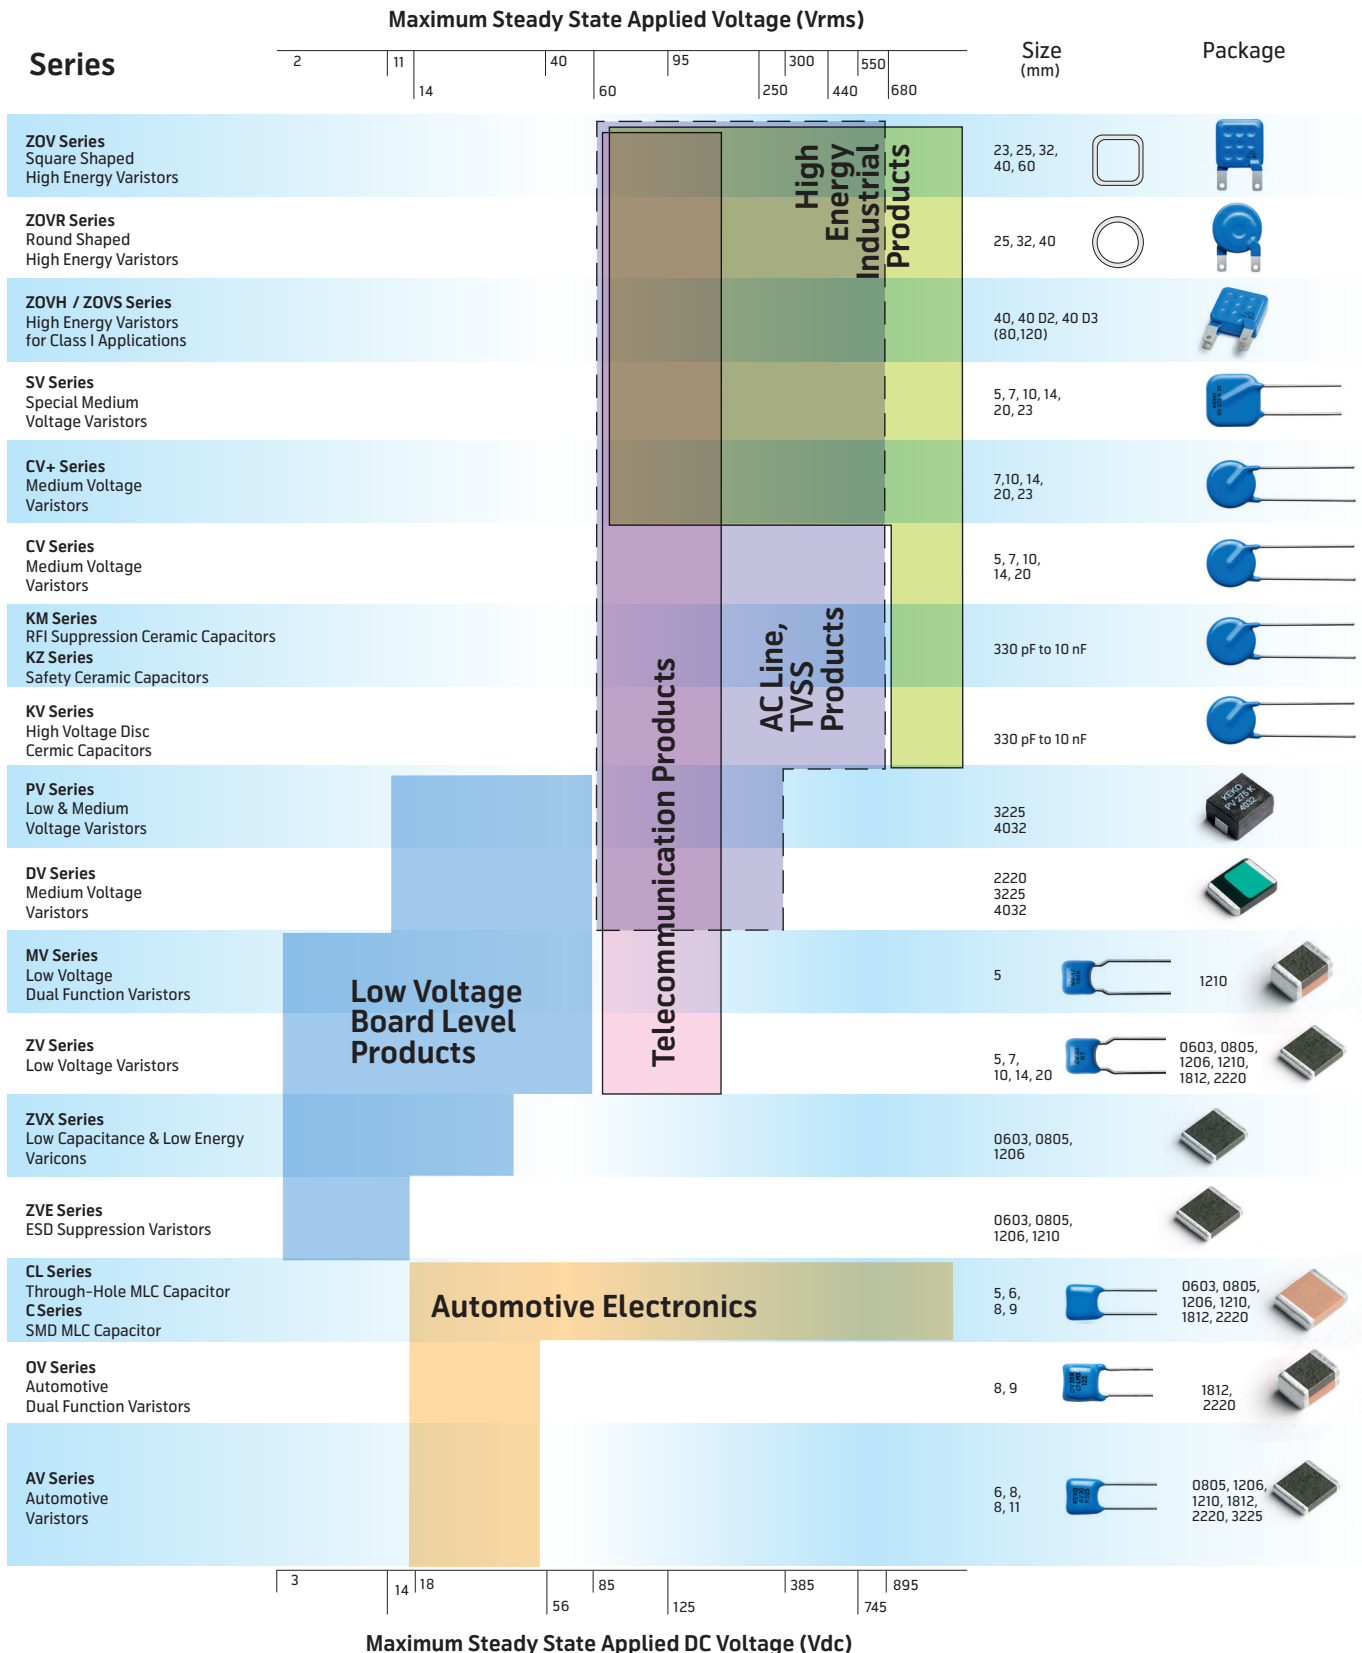 Maximum Steady State Applied Voltage (Vrms)
Series
2
11
14
40
60
95
250
300
440
550
680
Size
(mm)
Package
ZOV Series
Square Shaped
High Energy Varistors
23, 25, 32,
40, 60
ZOVR Series
Round Shaped
High Energy Varistors
25, 32, 40
ZOVH / ZOVS Series
High Energy Varistors
for Class I Applications
40, 40 D2, 40 D3
(80,120)
SV Series
Special Medium
Voltage Varistors
5, 7, 10, 14,
20, 23
CV+ Series
Medium Voltage
Varistors
7,10, 14,
20, 23
CV Series
Medium Voltage
Varistors
5, 7, 10,
14, 20
KM Series
RFI Suppression Ceramic Capacitors
KZ Series
Safety Ceramic Capacitors
330 pF to 10 nF
KV Series
High Voltage Disc
Cermic Capacitors
330 pF to 10 nF
PV Series
Low & Medium
Voltage Varistors
3225
4032
KEKO
PV 275 K
4032
DV Series
Medium Voltage
Varistors
2220
3225
4032
MV Series
Low Voltage
Dual Function Varistors
5
1210
ZV Series
Low Voltage Varistors
5, 7,
10, 14, 20
0603, 0805,
1206, 1210,
1812, 2220
ZVX Series
Low Capacitance & Low Energy
Varicons
0603, 0805,
1206
ZVE Series
ESD Suppression Varistors
0603, 0805,
1206, 1210
CL Series
Through-Hole MLC Capacitor
C Series
SMD MLC Capacitor
5, 6,
8, 9
0603, 0805,
1206, 1210,
1812, 2220
OV Series
Automotive
Dual Function Varistors
8, 9
1812,
2220
AV Series
Automotive
Varistors
6, 8,
8, 11
0805, 1206,
1210, 1812,
2220, 3225
High
Energy
Industrial
Products
AC Line,
TVSS
Products
Telecommunication Products
Low Voltage
Board Level
Products
Automotive Electronics
3
14
18
56
85
125
385
745
895
Maximum Steady State Applied DC Voltage (Vdc)